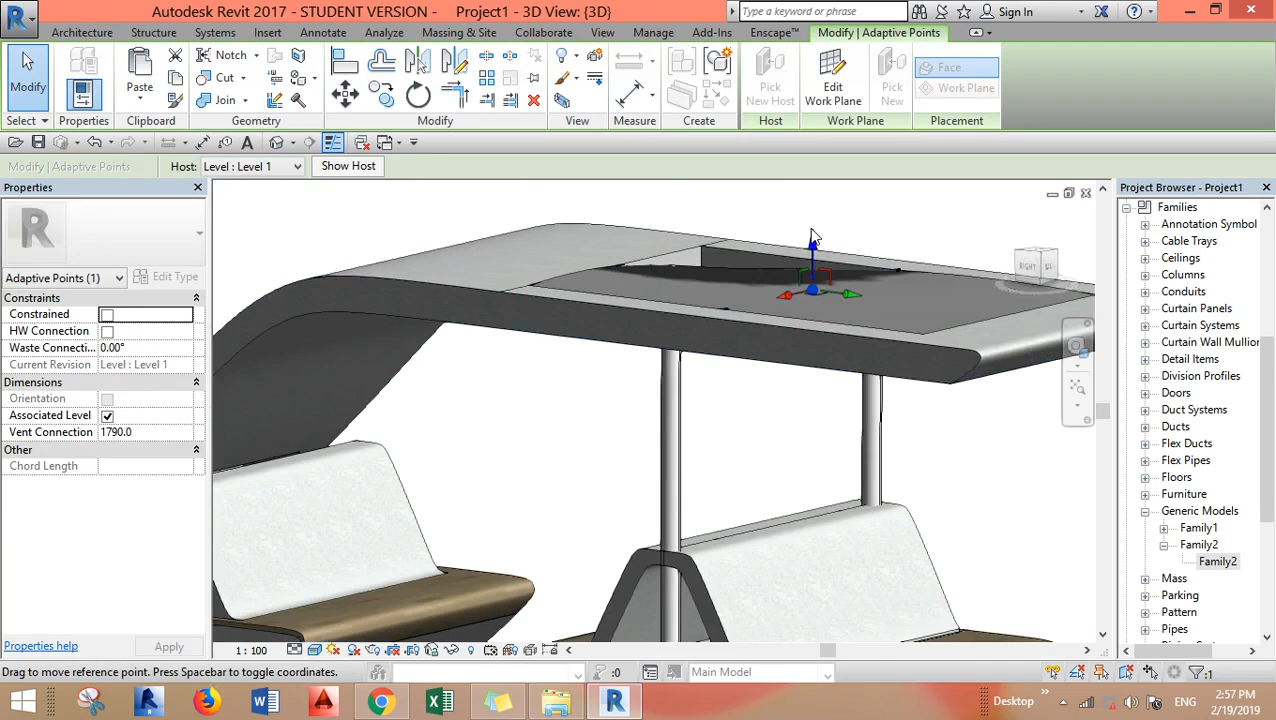 Autodesk Revit 2017 - STUDENT VERSION - Project1 - 3D View: {3D}
Type a keyword or phrase
Sign In
Architecture Structure Systems Insert Annotate Analyze Massing & Site Collaborate View Manage Add-Ins Enscape™ Modify | Adaptive Points
Modify
Paste
Notch
Cut
Join
Pick New Host
Edit Work Plane
Pick New
Face
Work Plane
Select Properties Clipboard Geometry Modify View Measure Create Host Work Plane Placement
Modify | Adaptive Points Host: Level : Level 1 Show Host
Properties
Adaptive Points (1) Edit Type
Constraints
Constrained
HW Connection
Waste Connecti... 0.00°
Current Revision Level : Level 1
Dimensions
Orientation
Associated Level
Vent Connection 1790.0
Other
Chord Length
Properties help Apply
RIGHT
Project Browser - Project1
Families
Annotation Symbol
Cable Trays
Ceilings
Columns
Conduits
Curtain Panels
Curtain Systems
Curtain Wall Mullion
Detail Items
Division Profiles
Doors
Duct Systems
Ducts
Flex Ducts
Flex Pipes
Floors
Furniture
Generic Models
Family1
Family2
Family2
Mass
Parking
Pattern
Pipes
1 : 100
Drag to move reference point. Press Spacebar to toggle coordinates.
:0
Main Model
:1
Desktop
ENG
2:57 PM
2/19/2019